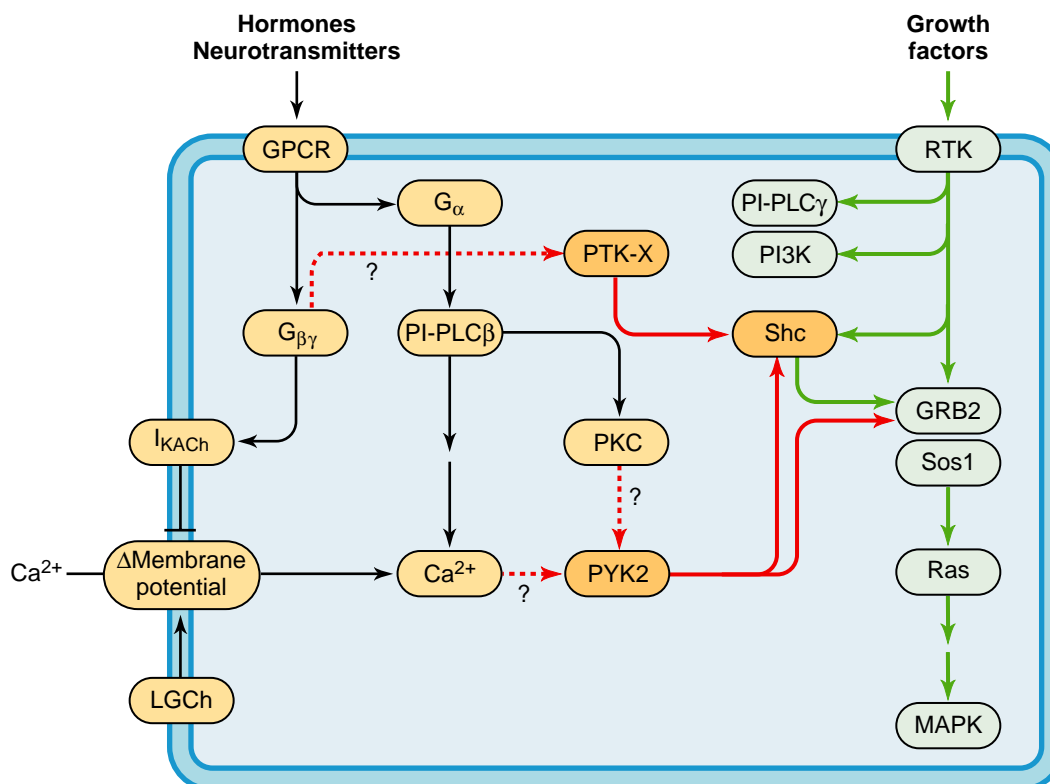 Hormones
Neurotransmitters
Growth
factors
GPCR
RTK
Gα
PI-PLCγ
PTK-X
PI3K
?
Gβγ
PI-PLCβ
Shc
GRB2
IKACh
PKC
Sos1
?
Ca2+
ΔMembrane
potential
Ca2+
?
PYK2
Ras
LGCh
MAPK